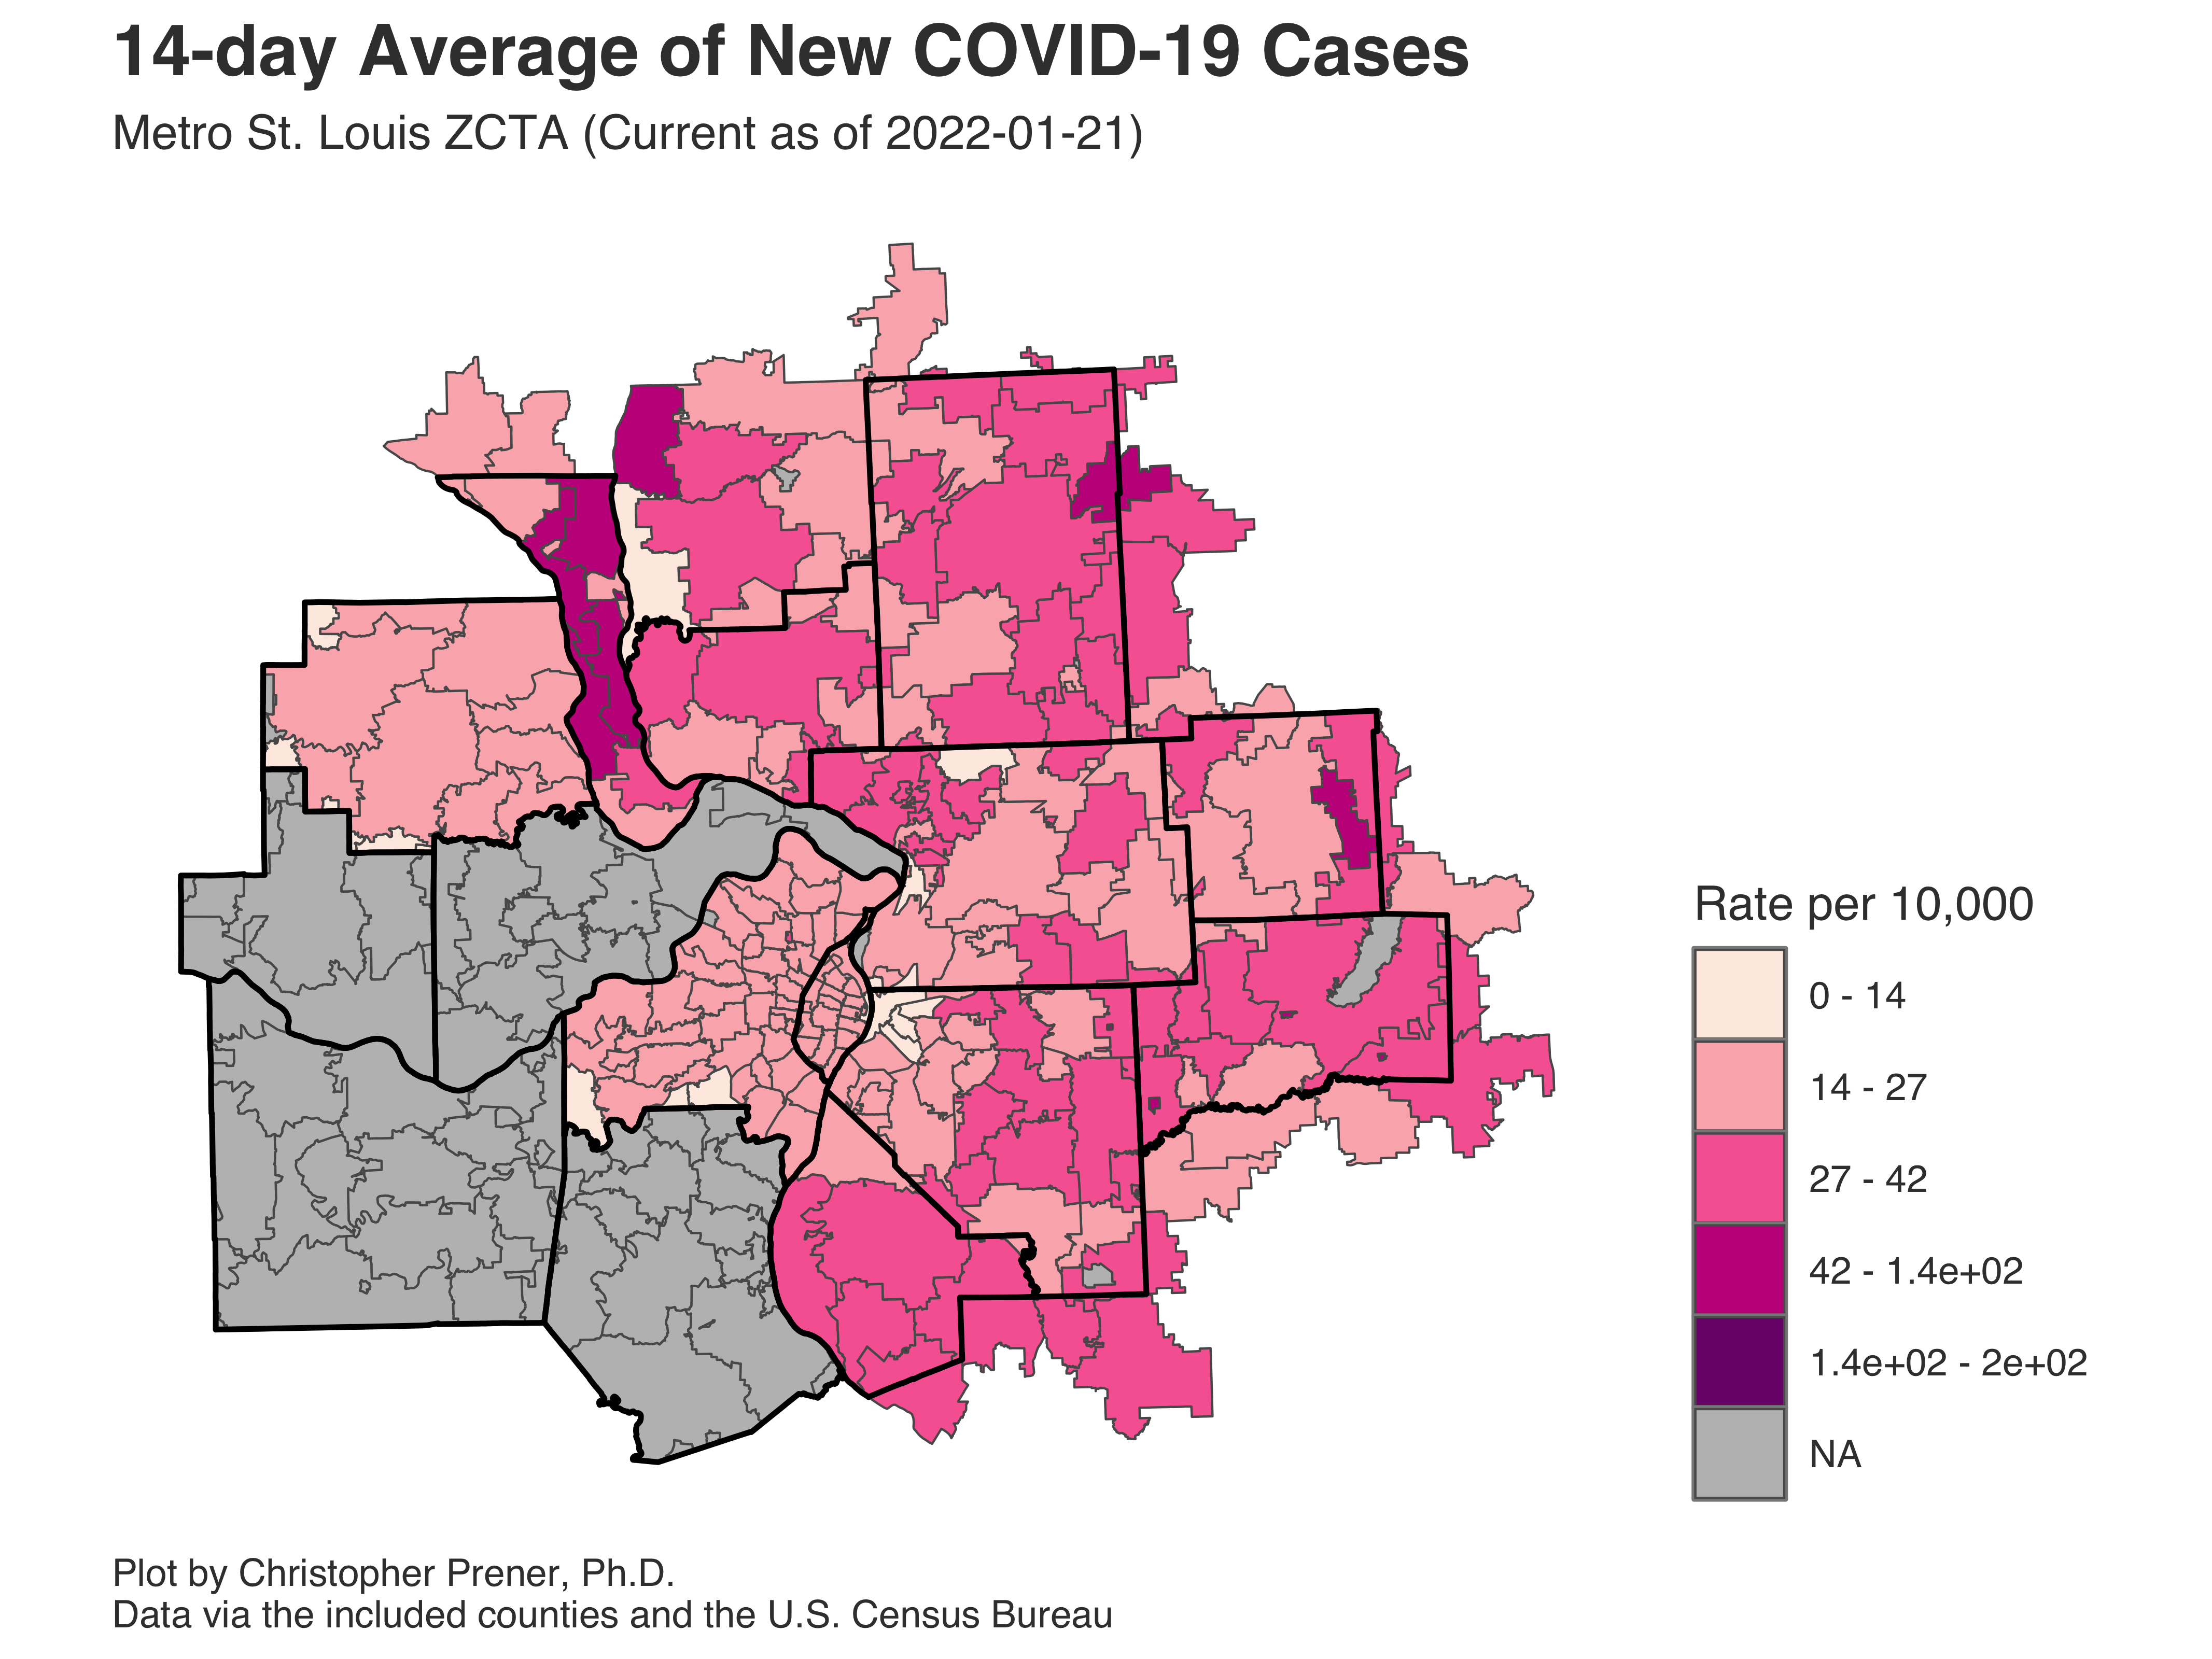 14-day Average of New COVID-19 Cases
Metro St. Louis ZCTA (Current as of 2022-01-21)
Rate per 10,000
0 - 14
14 - 27
27 - 42
42 - 1.4e+02
1.4e+02 - 2e+02
NA
Plot by Christopher Prener, Ph.D.
Data via the included counties and the U.S. Census Bureau